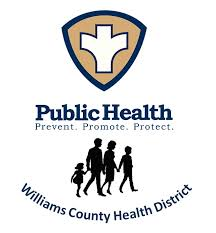 Public Health
Prevent. Promote. Protect.
Williams County Health District